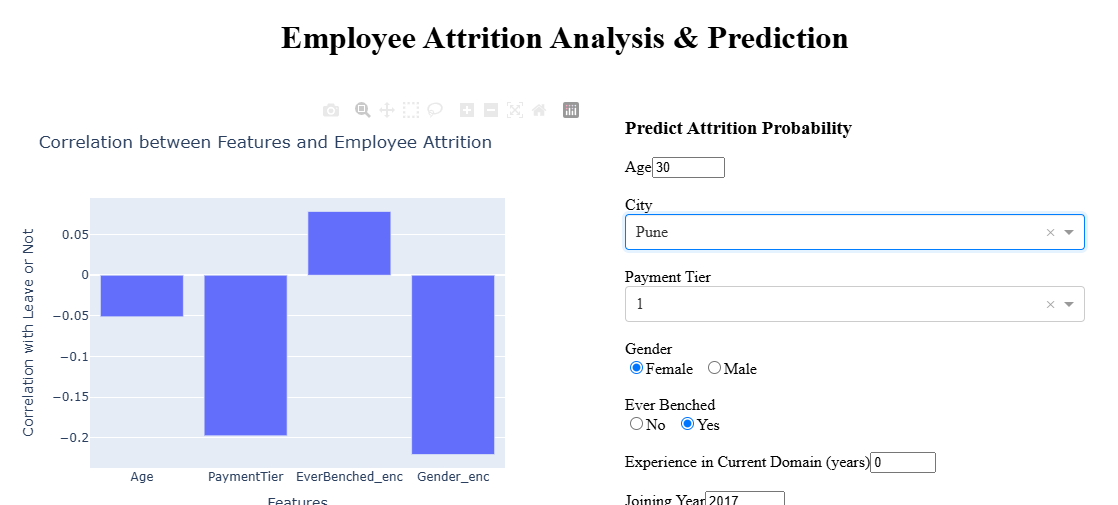 Employee Attrition Analysis & Prediction
Correlation between Features and Employee Attrition
Correlation with Leave or Not
0.05
0
−0.05
−0.1
−0.15
−0.2
Age
PaymentTier
EverBenched_enc
Gender_enc
Features
Predict Attrition Probability
Age 30
City
Pune
Payment Tier
1
Gender
Female Male
Ever Benched
No Yes
Experience in Current Domain (years) 0
Joining Year 2017